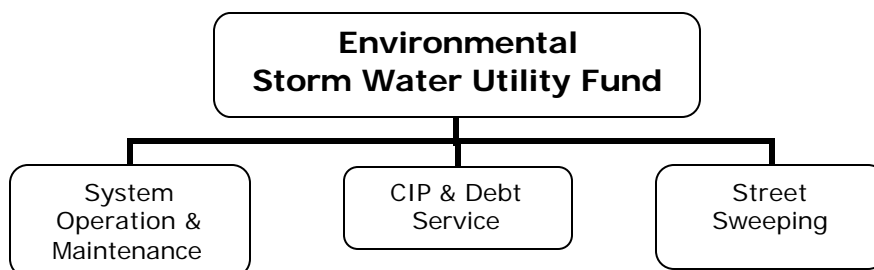 Environmental
Storm Water Utility Fund
System
Operation &
Maintenance
CIP & Debt
Service
Street
Sweeping